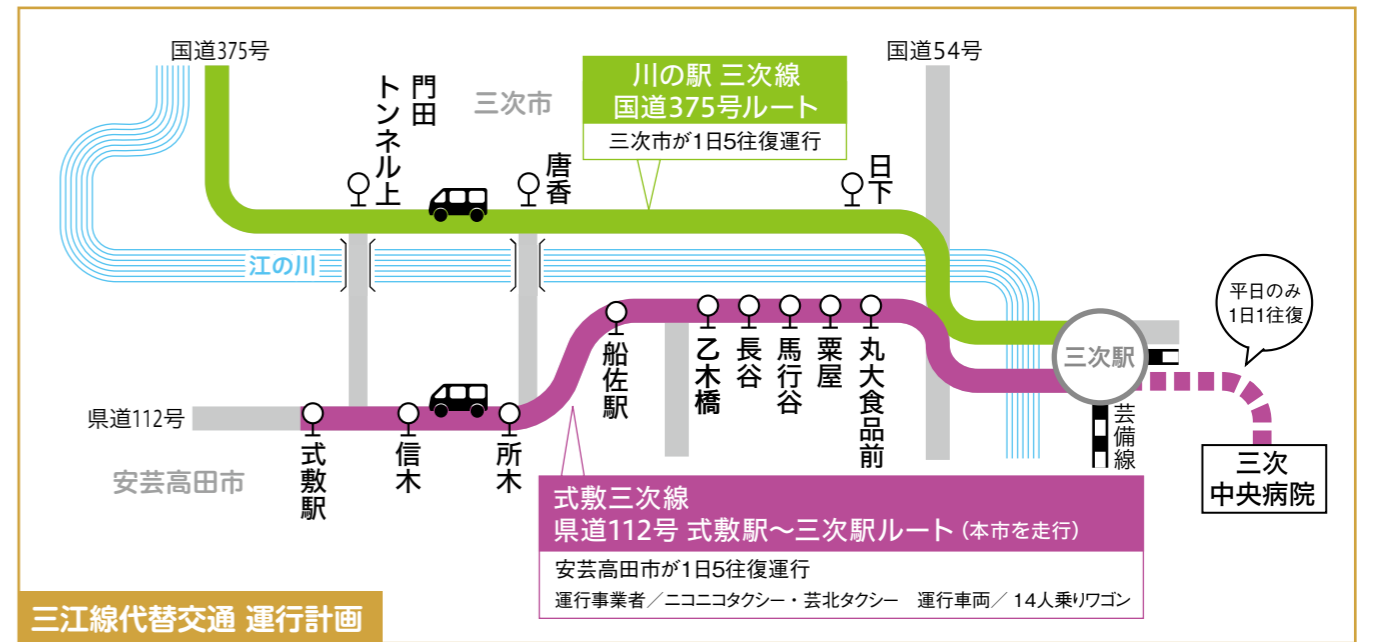 国道375号
国道54号
川の駅 三次線
国道375号ルート
三次市が1日5往復運行
三次市
門田
トンネル上
唐香
日下
江の川
平日のみ
1日1往復
船佐駅
乙木橋
長谷
馬行谷
粟屋
丸大食品前
三次駅
県道112号
式敷駅
信木
所木
芸備線
安芸高田市
三次
中央病院
式敷三次線
県道112号 式敷駅～三次駅ルート（本市を走行）
安芸高田市が1日5往復運行
運行事業者／ニコニコタクシー・芸北タクシー　運行車両／ 14人乗りワゴン
三江線代替交通 運行計画